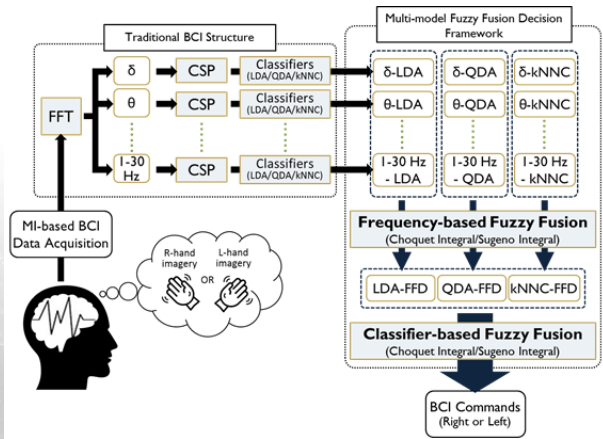 Traditional BCI Structure
Multi-model Fuzzy Fusion Decision
Framework
FFT
δ
CSP
Classifiers
(LDA/QDA/kNNC)
δ-LDA
δ-QDA
δ-kNNC
θ
CSP
Classifiers
(LDA/QDA/kNNC)
θ-LDA
θ-QDA
θ-kNNC
1-30
Hz
CSP
Classifiers
(LDA/QDA/kNNC)
1-30 Hz
- LDA
1-30 Hz
- QDA
1-30 Hz
- kNNC
MI-based BCI
Data Acquisition
R-hand
imagery
OR
L-hand
imagery
Frequency-based Fuzzy Fusion
(Choquet Integral/Sugeno Integral)
LDA-FFD
QDA-FFD
kNNC-FFD
Classifier-based Fuzzy Fusion
(Choquet Integral/Sugeno Integral)
BCI Commands
(Right or Left)